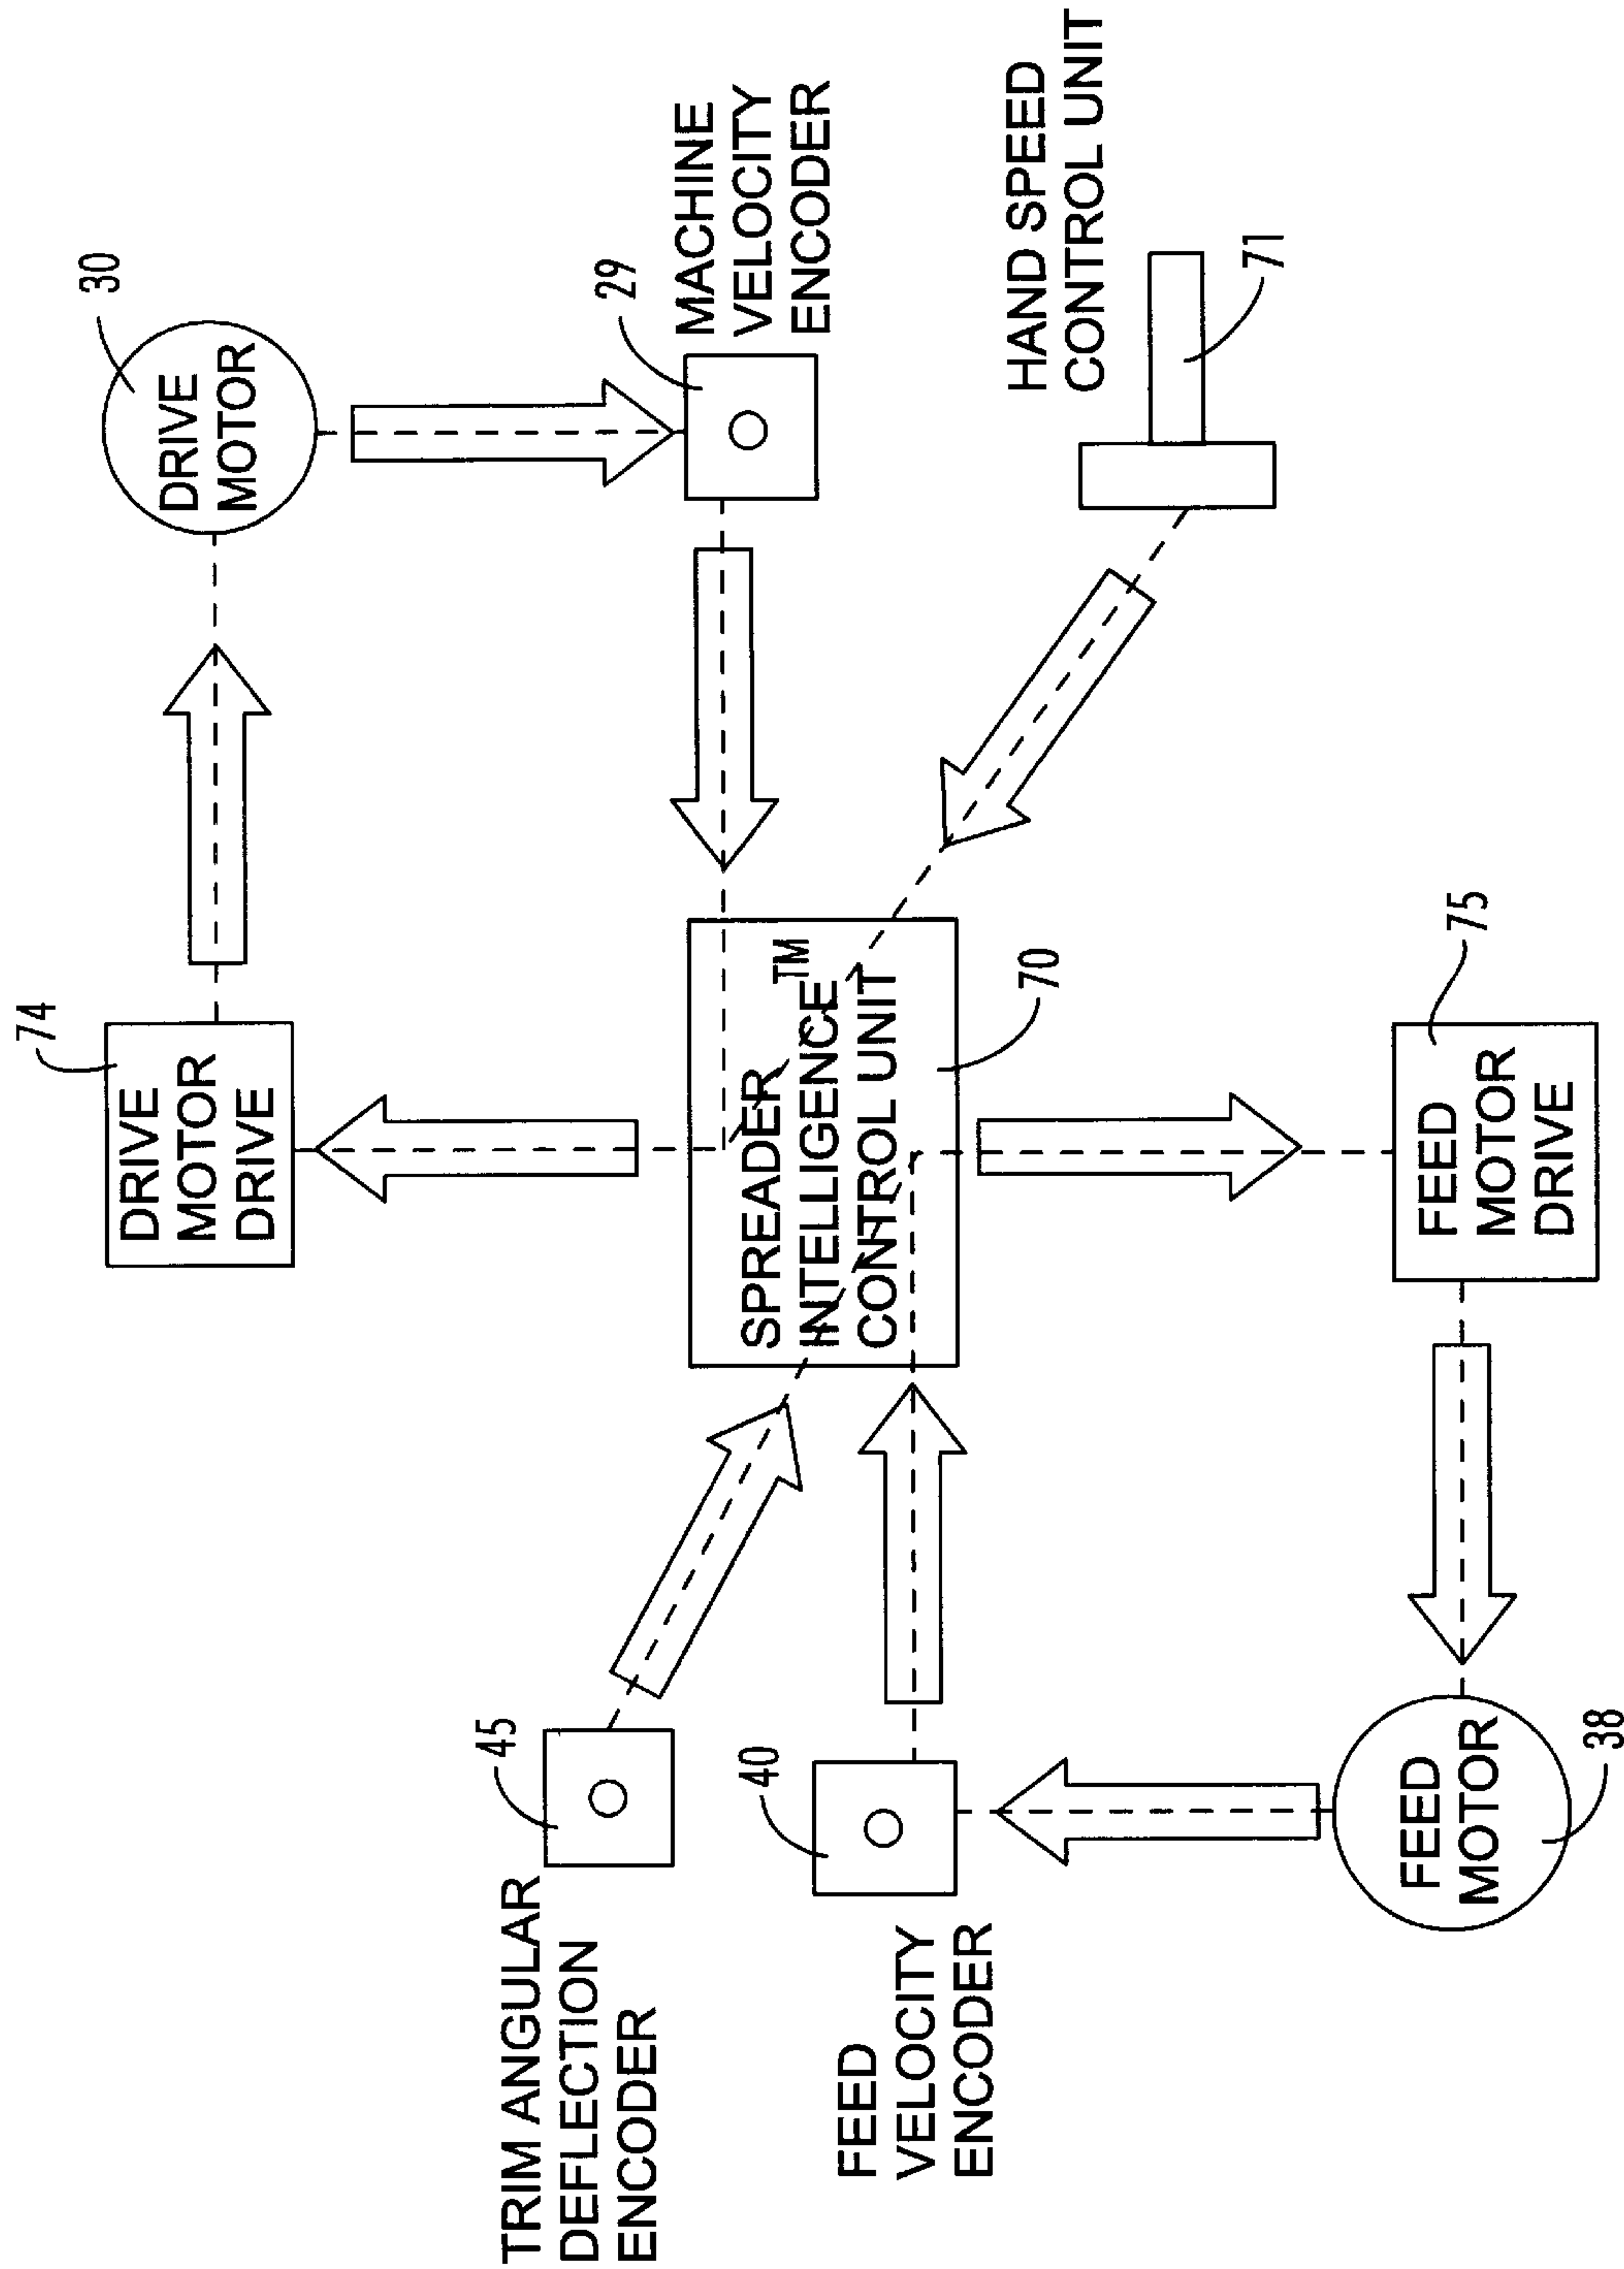 74
DRIVE
MOTOR
DRIVE
30
DRIVE
MOTOR
45
TRIM ANGULAR
DEFLECTION
ENCODER
SPREADER
INTELLIGENCE™
CONTROL UNIT
70
29
MACHINE
VELOCITY
ENCODER
40
FEED
VELOCITY
ENCODER
HAND SPEED
CONTROL UNIT
71
FEED
MOTOR
38
FEED
MOTOR
DRIVE
75